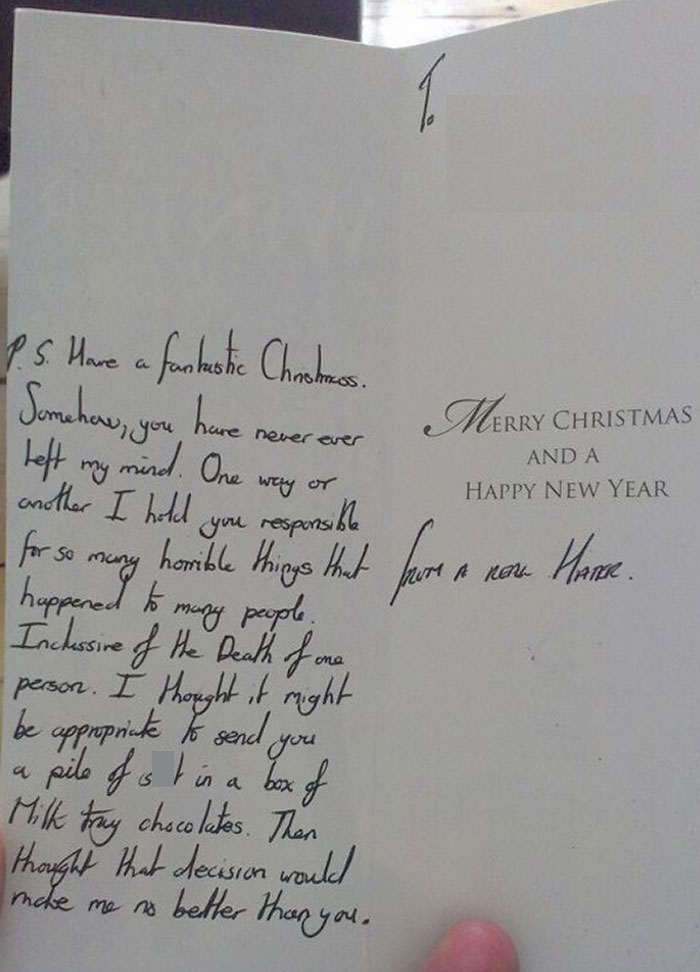 P.S. Have a fantastic Christmas.
Somehow, you have never ever
left my mind. One way or
another I hold you responsible
for so many horrible things that
happened to many people.
Inclussive of the Death of one
person. I thought it might
be appropriate to send you
a pile of s t in a box of
Milk tray chocolates. Then
thought that decision would
make me no better than you.
To
MERRY CHRISTMAS
AND A
HAPPY NEW YEAR
from A REAL HATER.